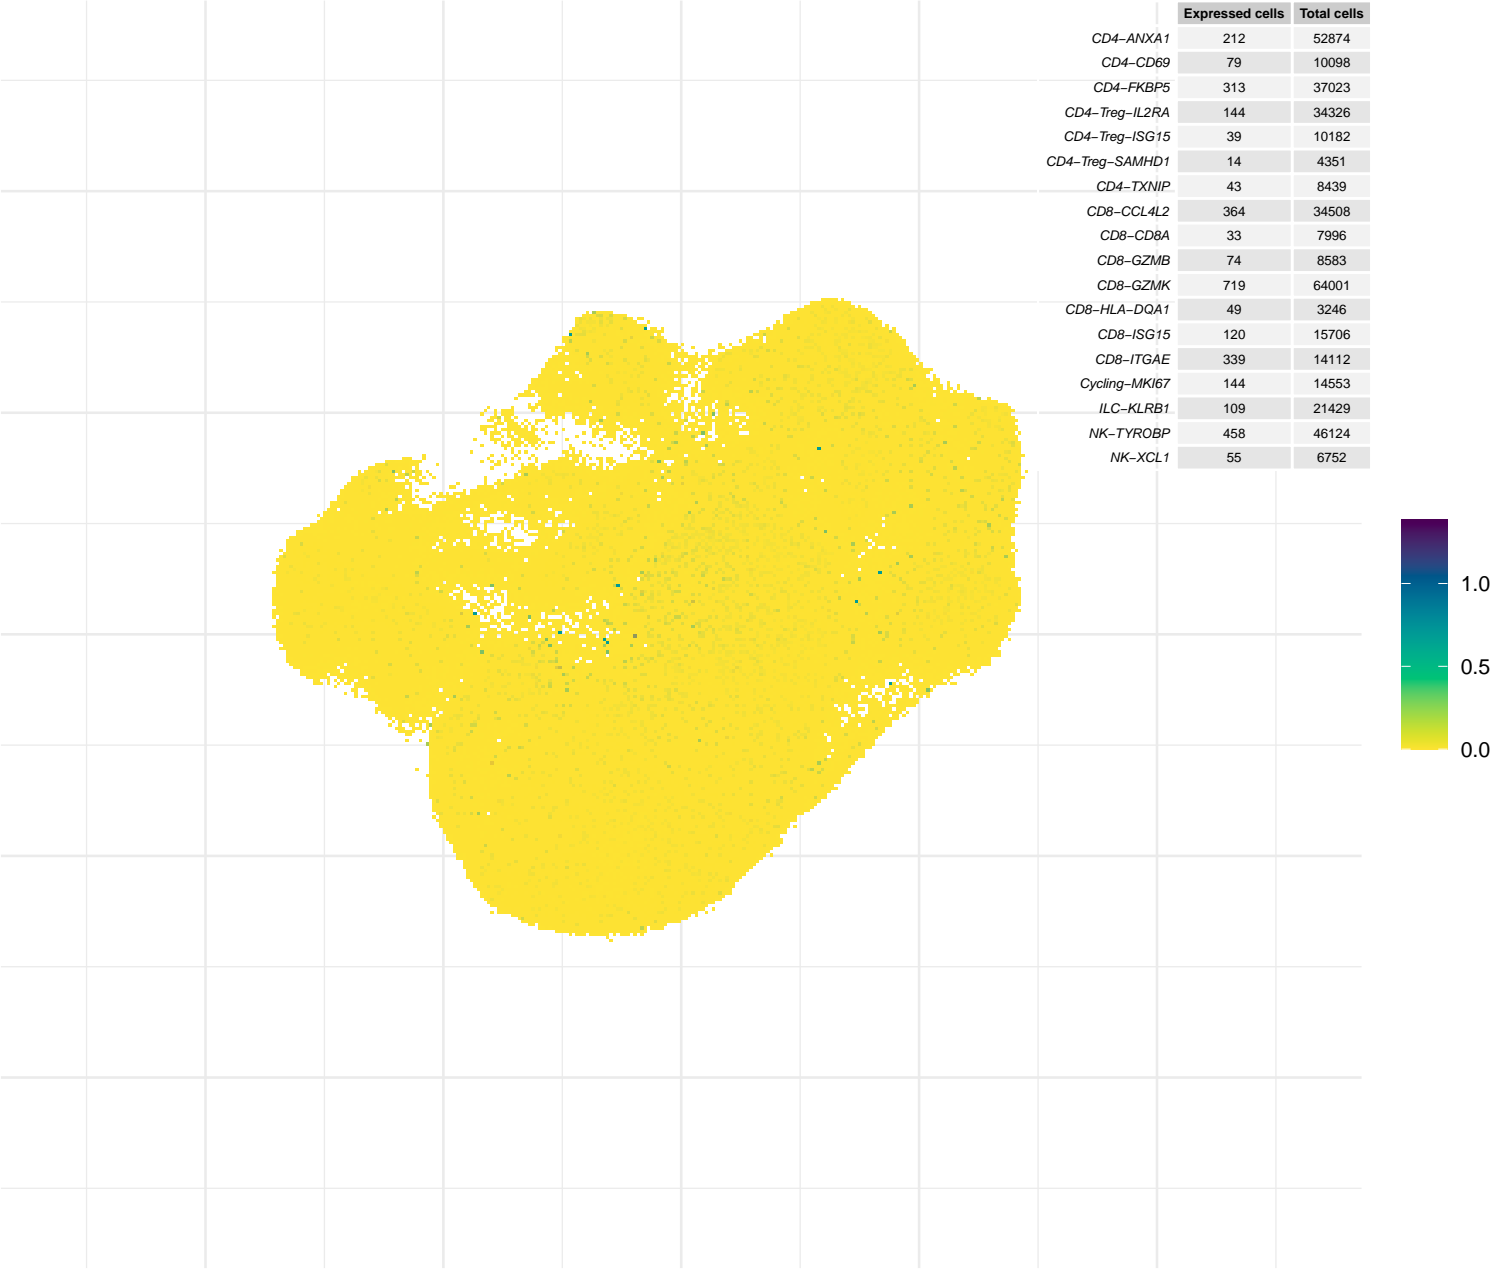 Expressed cells Total cells
CD4−ANXA1 212 52874
CD4−CD69 79 10098
CD4−FKBP5 313 37023
CD4−Treg−IL2RA 144 34326
CD4−Treg−ISG15 39 10182
CD4−Treg−SAMHD1 14 4351
CD4−TXNIP 43 8439
CD8−CCL4L2 364 34508
CD8−CD8A 33 7996
CD8−GZMB 74 8583
CD8−GZMK 719 64001
CD8−HLA−DQA1 49 3246
CD8−ISG15 120 15706
CD8−ITGAE 339 14112
Cycling−MKI67 144 14553
ILC−KLRB1 109 21429
NK−TYROBP 458 46124
NK−XCL1 55 6752
1.0
0.5
0.0